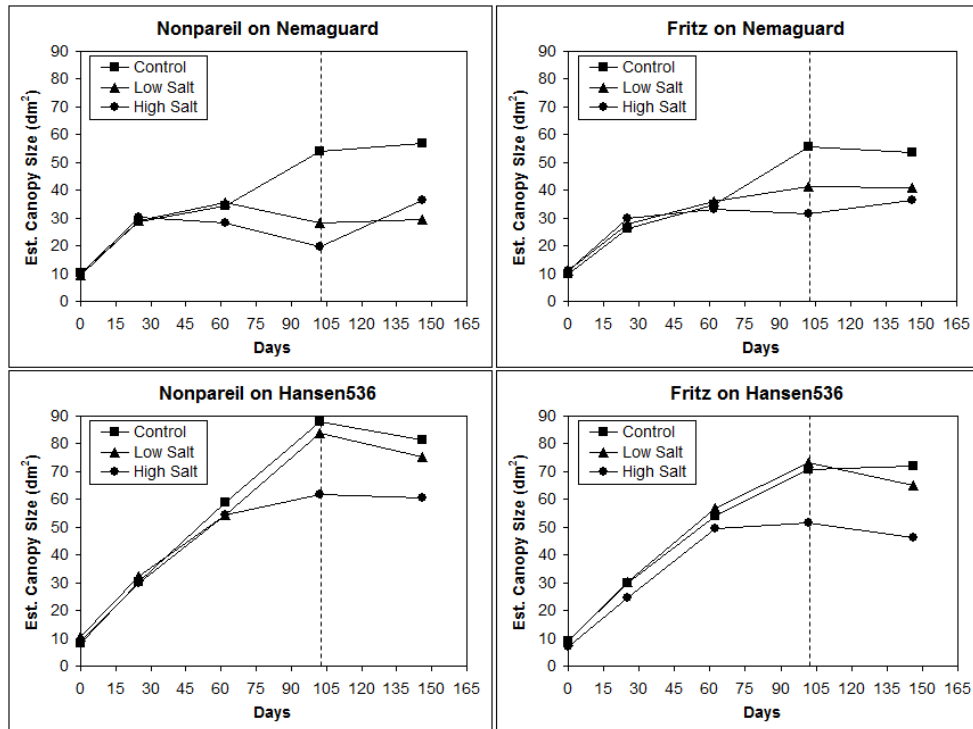 Nonpareil on Nemaguard
Est. Canopy Size (dm²)
90
80
70
60
50
40
30
20
10
0
Control
Low Salt
High Salt
0 15 30 45 60 75 90 105 120 135 150 165
Days
Fritz on Nemaguard
Est. Canopy Size (dm²)
90
80
70
60
50
40
30
20
10
0
Control
Low Salt
High Salt
0 15 30 45 60 75 90 105 120 135 150 165
Days
Nonpareil on Hansen536
Est. Canopy Size (dm²)
90
80
70
60
50
40
30
20
10
0
Control
Low Salt
High Salt
0 15 30 45 60 75 90 105 120 135 150 165
Days
Fritz on Hansen536
Est. Canopy Size (dm²)
90
80
70
60
50
40
30
20
10
0
Control
Low Salt
High Salt
0 15 30 45 60 75 90 105 120 135 150 165
Days